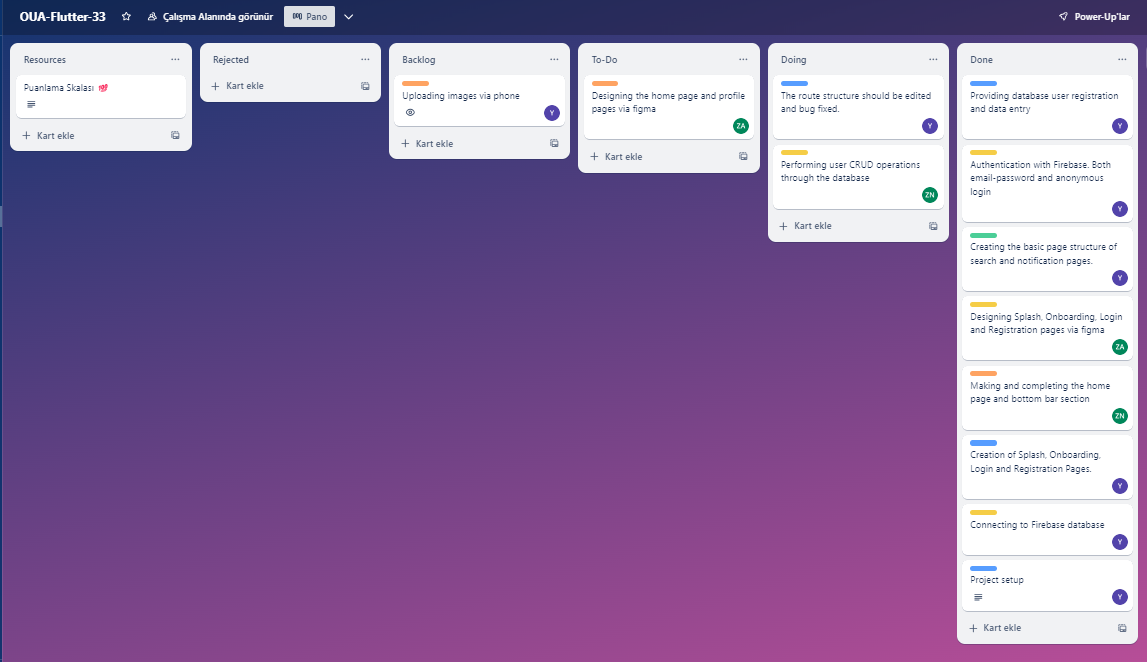 OUA-Flutter-33
Çalışma Alanında görünür
Pano
Power-Up'lar
Resources
Puanlama Skalası
Kart ekle
Rejected
Kart ekle
Backlog
Uploading images via phone
Y
Kart ekle
To-Do
Designing the home page and profile
pages via figma
ZA
Kart ekle
Doing
The route structure should be edited
and bug fixed.
Y
Performing user CRUD operations
through the database
ZN
Kart ekle
Done
Providing database user registration
and data entry
Y
Authentication with Firebase. Both
email-password and anonymous
login
Y
Creating the basic page structure of
search and notification pages.
Y
Designing Splash, Onboarding, Login
and Registration pages via figma
ZA
Making and completing the home
page and bottom bar section
ZN
Creation of Splash, Onboarding,
Login and Registration Pages.
Y
Connecting to Firebase database
Y
Project setup
Y
Kart ekle